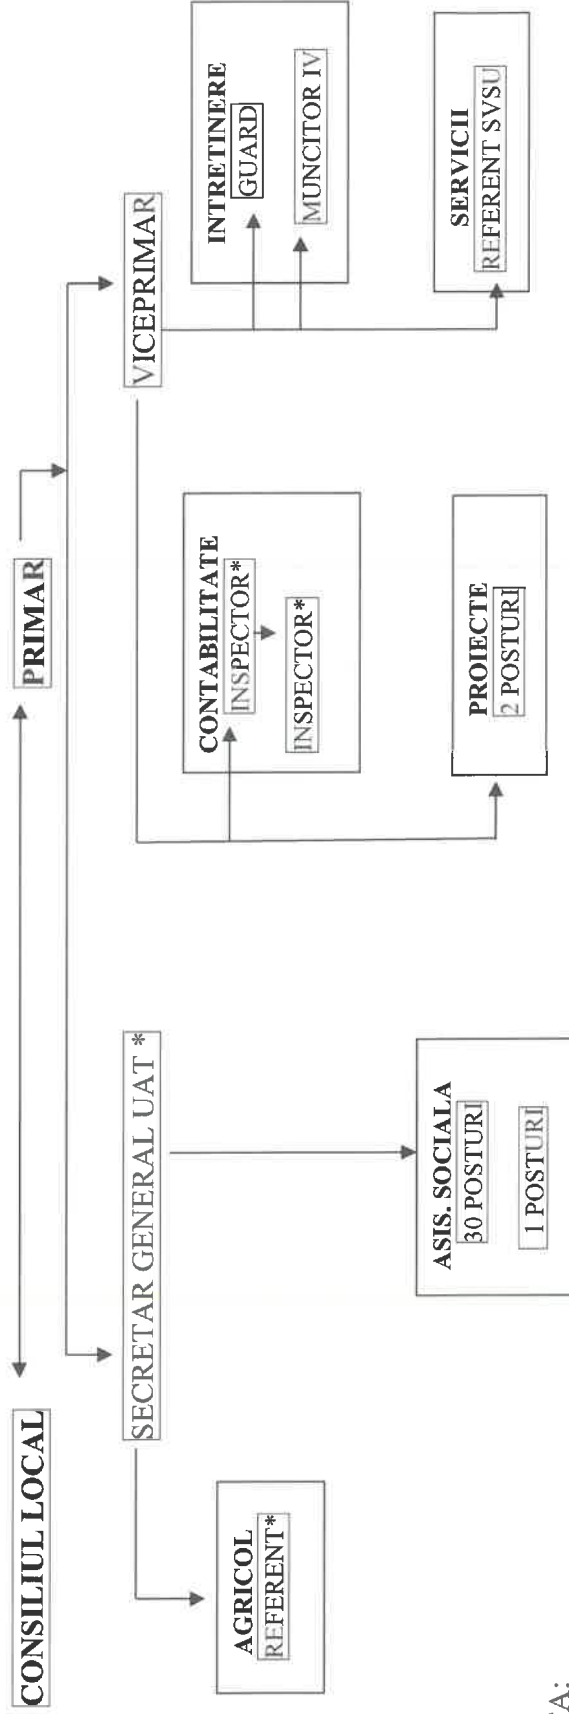 CONSILIUL LOCAL
PRIMAR
SECRETAR GENERAL UAT *
VICEPRIMAR
AGRICOL
REFERENT*
CONTABILITATE
INSPECTOR*
INSPECTOR*
INTRETINERE
GUARD
MUNCITOR IV
ASIS. SOCIALA
30 POSTURI
1 POSTURI
PROIECTE
2 POSTURI
SERVICII
REFERENT SVSU